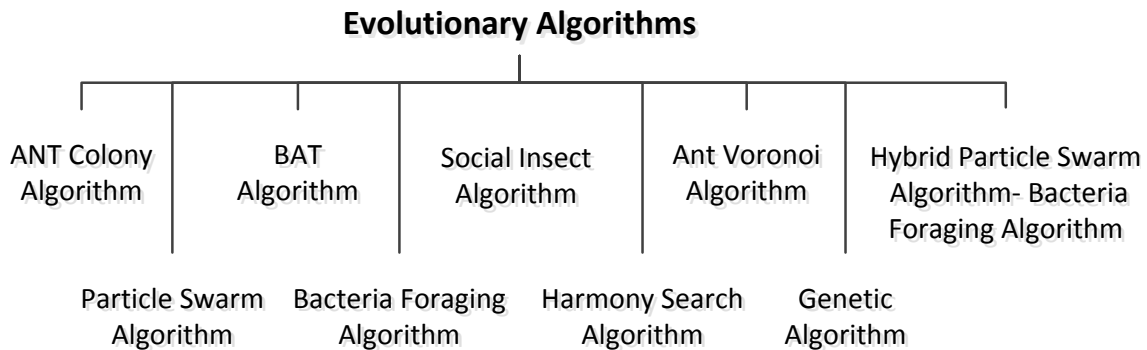 Evolutionary Algorithms
ANT Colony
Algorithm
BAT
Algorithm
Social Insect
Algorithm
Ant Voronoi
Algorithm
Hybrid Particle Swarm
Algorithm- Bacteria
Foraging Algorithm
Particle Swarm
Algorithm
Bacteria Foraging
Algorithm
Harmony Search
Algorithm
Genetic
Algorithm